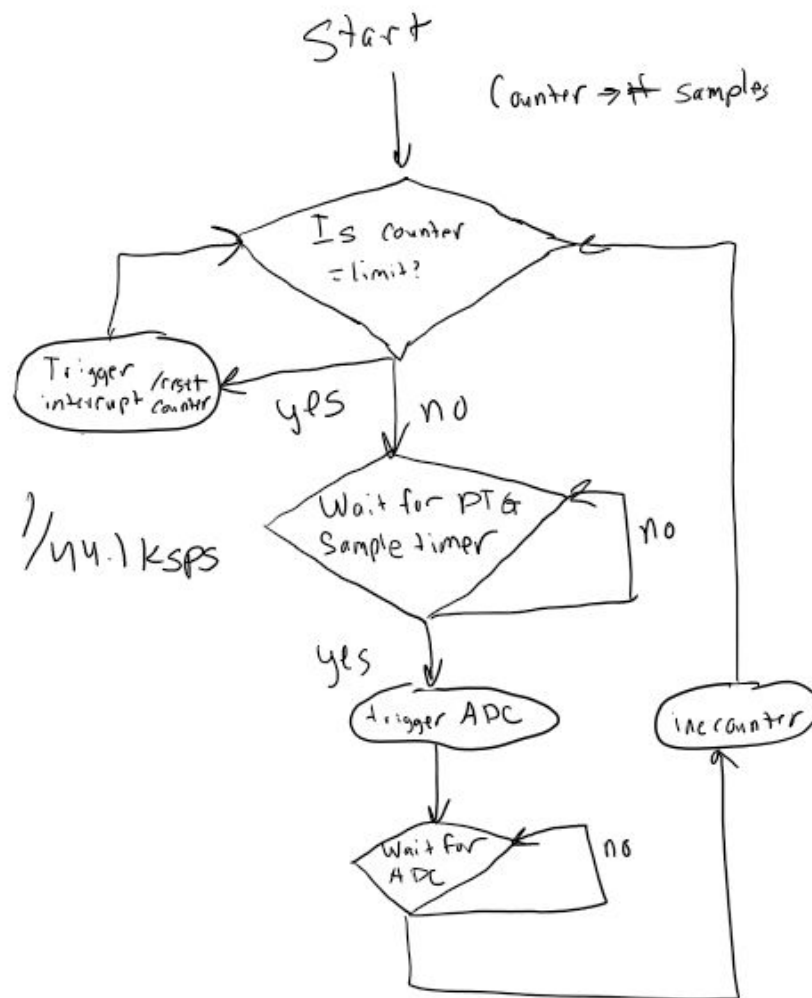 Start
Counter → # samples
Is counter
=limit?
Trigger
interrupt /reset
counter
yes
no
Wait for PTG
Sample timer
no
1/44.1ksps
yes
trigger ADC
inc counter
Wait for
ADC
no